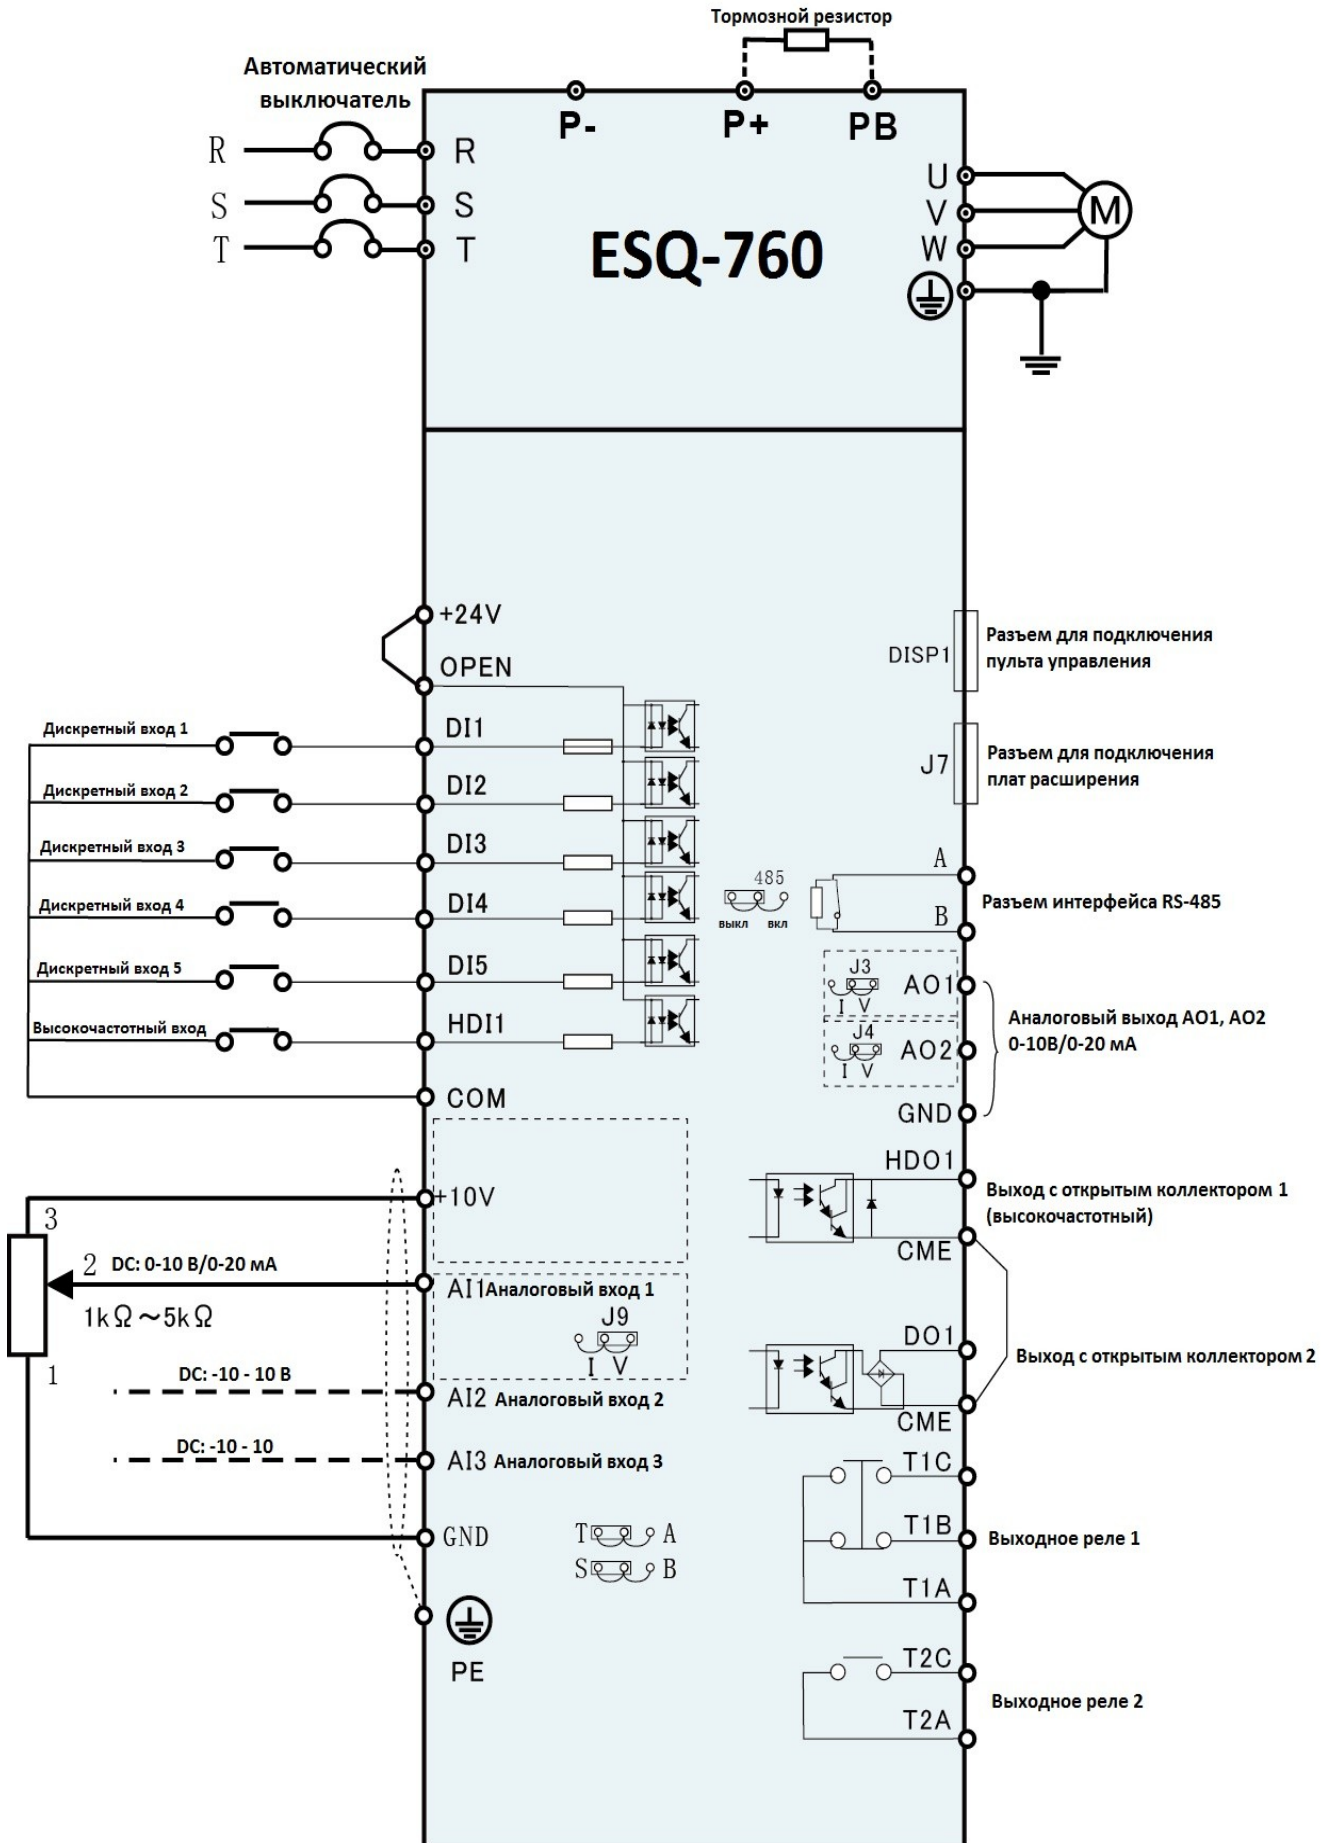 Тормозной резистор
Автоматический
выключатель
P-
P+
PB
R
R
S
S
T
T
U
V
W
M
ESQ-760
+24V
OPEN
DISP1
Разъем для подключения
пульта управления
Дискретный вход 1
DI1
J7
Разъем для подключения
плат расширения
Дискретный вход 2
DI2
Дискретный вход 3
DI3
Дискретный вход 4
DI4
485
выкл
вкл
A
B
Разъем интерфейса RS-485
Дискретный вход 5
DI5
J3
I V
AO1
Высокочастотный вход
HDI1
J4
I V
AO2
Аналоговый выход AO1, AO2
0-10В/0-20 мА
COM
GND
HDO1
Выход с открытым коллектором 1
(высокочастотный)
CME
+10V
3
2
DC: 0-10 В/0-20 мА
1kΩ～5kΩ
1
AI1 Аналоговый вход 1
J9
I V
DO1
Выход с открытым коллектором 2
CME
DC: -10 - 10 В
AI2 Аналоговый вход 2
DC: -10 - 10
AI3 Аналоговый вход 3
T1C
T1B
Выходное реле 1
T1A
GND
T A
S B
PE
T2C
Выходное реле 2
T2A